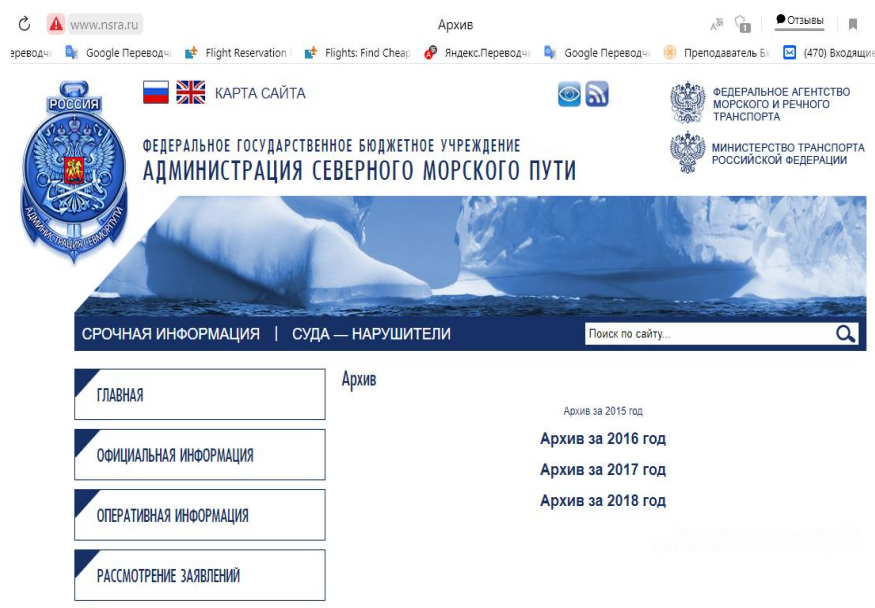 www.nsra.ru
Архив
Отзывы
ереводч
Google Переводч
Flight Reservation
Flights: Find Cheap
Яндекс.Переводч
Google Переводч
Преподаватель Б
(470) Входящие
РОССИЯ
АДМИНИСТРАЦИЯ СЕВМОРПУТИ
КАРТА САЙТА
ФЕДЕРАЛЬНОЕ АГЕНТСТВО
МОРСКОГО И РЕЧНОГО
ТРАНСПОРТА
ФЕДЕРАЛЬНОЕ ГОСУДАРСТВЕННОЕ БЮДЖЕТНОЕ УЧРЕЖДЕНИЕ
АДМИНИСТРАЦИЯ СЕВЕРНОГО МОРСКОГО ПУТИ
МИНИСТЕРСТВО ТРАНСПОРТА
РОССИЙСКОЙ ФЕДЕРАЦИИ
СРОЧНАЯ ИНФОРМАЦИЯ | СУДА — НАРУШИТЕЛИ
Поиск по сайту...
ГЛАВНАЯ
ОФИЦИАЛЬНАЯ ИНФОРМАЦИЯ
ОПЕРАТИВНАЯ ИНФОРМАЦИЯ
РАССМОТРЕНИЕ ЗАЯВЛЕНИЙ
Архив
Архив за 2015 год
Архив за 2016 год
Архив за 2017 год
Архив за 2018 год